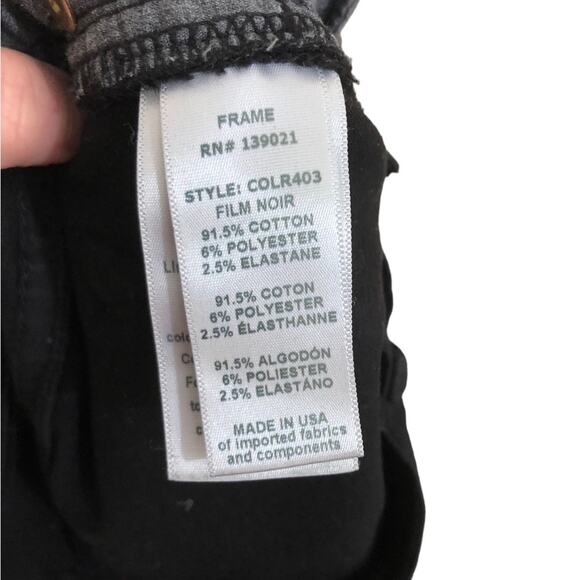 FRAME
RN# 139021
STYLE: COLR403
FILM NOIR
91.5% COTTON
6% POLYESTER
2.5% ELASTANE
91.5% COTON
6% POLYESTER
2.5% ÉLASTHANNE
91.5% ALGODÓN
6% POLIESTER
2.5% ELASTÁNO
MADE IN USA
of imported fabrics
and components